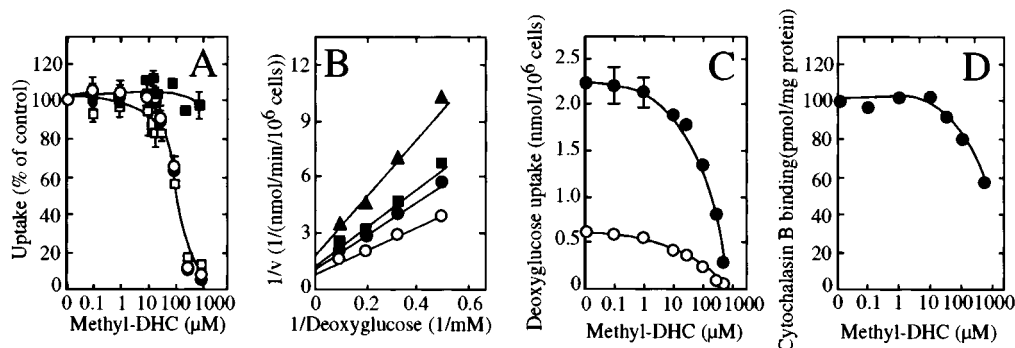 A
Uptake (% of control)
120
100
80
60
40
20
0
0 0.1 1 10 100 1000
Methyl-DHC (μM)
B
1/v (1/(nmol/min/10⁶ cells))
12
9
6
3
0
0.0 0.2 0.4 0.6
1/Deoxyglucose (1/mM)
C
Deoxyglucose uptake (nmol/10⁶ cells)
2.5
2.0
1.5
1.0
0.5
0
0 0.1 1 10 100 1000
Methyl-DHC (μM)
D
Cytochalasin B binding(pmol/mg protein)
120
100
80
60
40
20
0
0 0.1 1 10 100 1000
Methyl-DHC (μM)